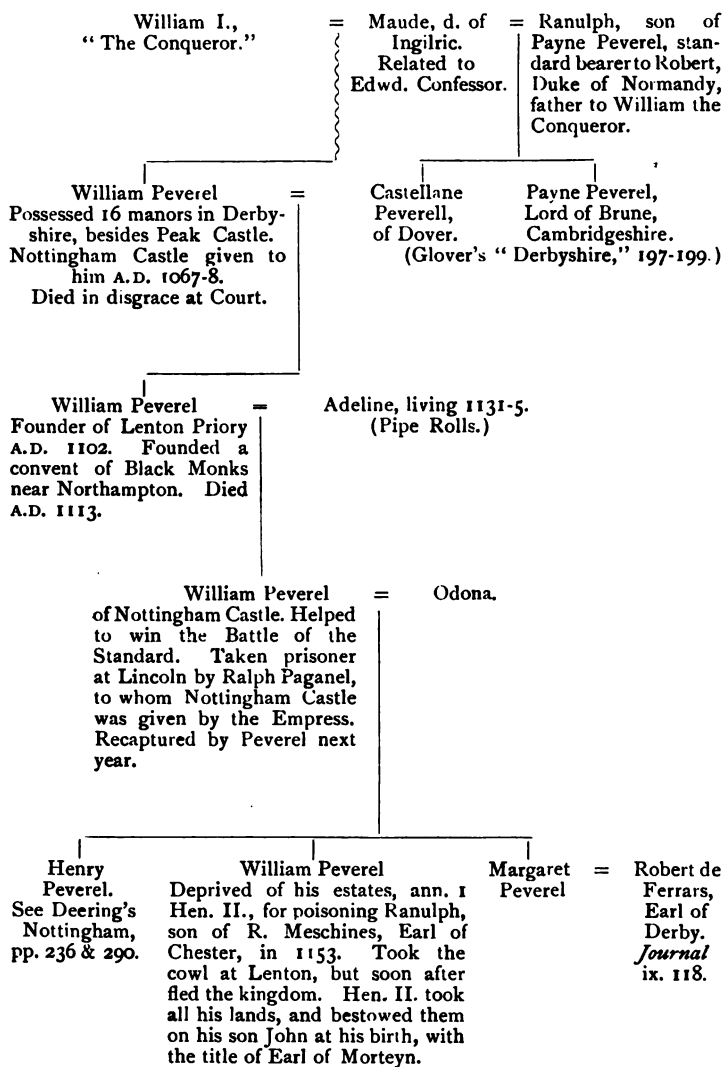 William I.,
" The Conqueror."
=
Maude, d. of
Ingilric.
Related to
Edwd. Confessor.
=
Ranulph, son of
Payne Peverel, stan-
dard bearer to Robert,
Duke of Normandy,
father to William the
Conqueror.
William Peverel
Possessed 16 manors in Derby-
shire, besides Peak Castle.
Nottingham Castle given to
him A.D. 1067-8.
Died in disgrace at Court.
=
Castellane
Peverell,
of Dover.
Payne Peverel,
Lord of Brune,
Cambridgeshire.
(Glover's " Derbyshire," 197-199.)
William Peverel
Founder of Lenton Priory
A.D. 1102. Founded a
convent of Black Monks
near Northampton. Died
A.D. 1113.
=
Adeline, living 1131-5.
(Pipe Rolls.)
William Peverel
of Nottingham Castle. Helped
to win the Battle of the
Standard. Taken prisoner
at Lincoln by Ralph Paganel,
to whom Nottingham Castle
was given by the Empress.
Recaptured by Peverel next
year.
=
Odona.
Henry
Peverel.
See Deering's
Nottingham,
pp. 236 & 290.
William Peverel
Deprived of his estates, ann. 1
Hen. II., for poisoning Ranulph,
son of R. Meschines, Earl of
Chester, in 1153. Took the
cowl at Lenton, but soon after
fled the kingdom. Hen. II. took
all his lands, and bestowed them
on his son John at his birth, with
the title of Earl of Morteyn.
Margaret
Peverel
=
Robert de
Ferrars,
Earl of
Derby.
Journal
ix. 118.